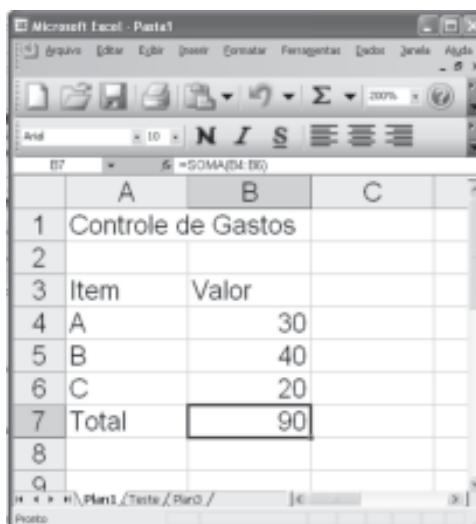 Microsoft Excel - Pasta1
Arquivo Editar Exibir Inserir Formatar Ferramentas Dados Janela Ajuda
Σ 200% ?
Arial 10 N I S
B7 fx =SOMA(B4:B6)
A B C
1 Controle de Gastos
2
3 Item Valor
4 A 30
5 B 40
6 C 20
7 Total 90
8
9
Plan1 / Teste / Plan3 /
Pronto